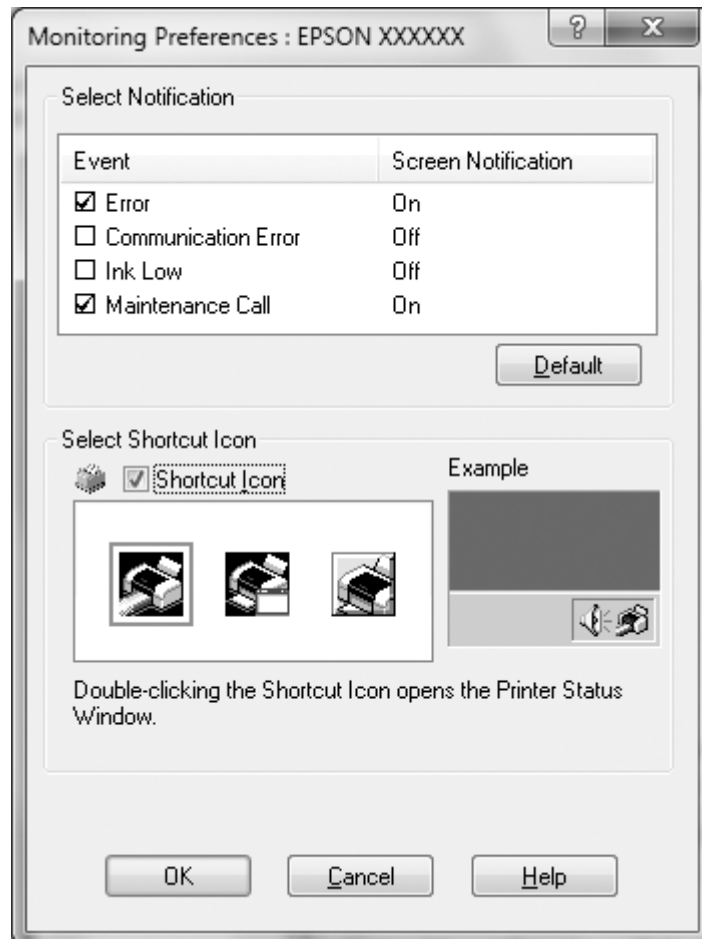 Monitoring Preferences : EPSON XXXXXX
Select Notification
Event Screen Notification
Error On
Communication Error Off
Ink Low Off
Maintenance Call On
Default
Select Shortcut Icon
Shortcut Icon
Example
Double-clicking the Shortcut Icon opens the Printer Status
Window.
OK Cancel Help